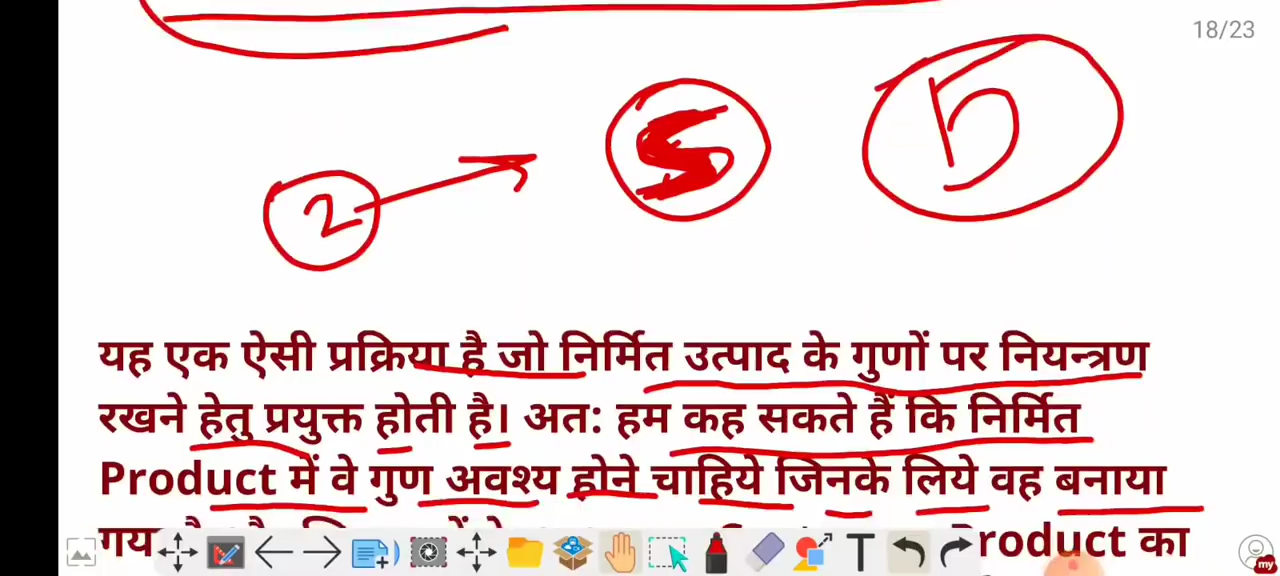 18/23
2 S 5
यह एक ऐसी प्रक्रिया है जो निर्मित उत्पाद के गुणों पर नियन्त्रण
रखने हेतु प्रयुक्त होती है। अत: हम कह सकते हैं कि निर्मित
Product में वे गुण अवश्य होने चाहिये जिनके लिये वह बनाया
roduct का
T
my